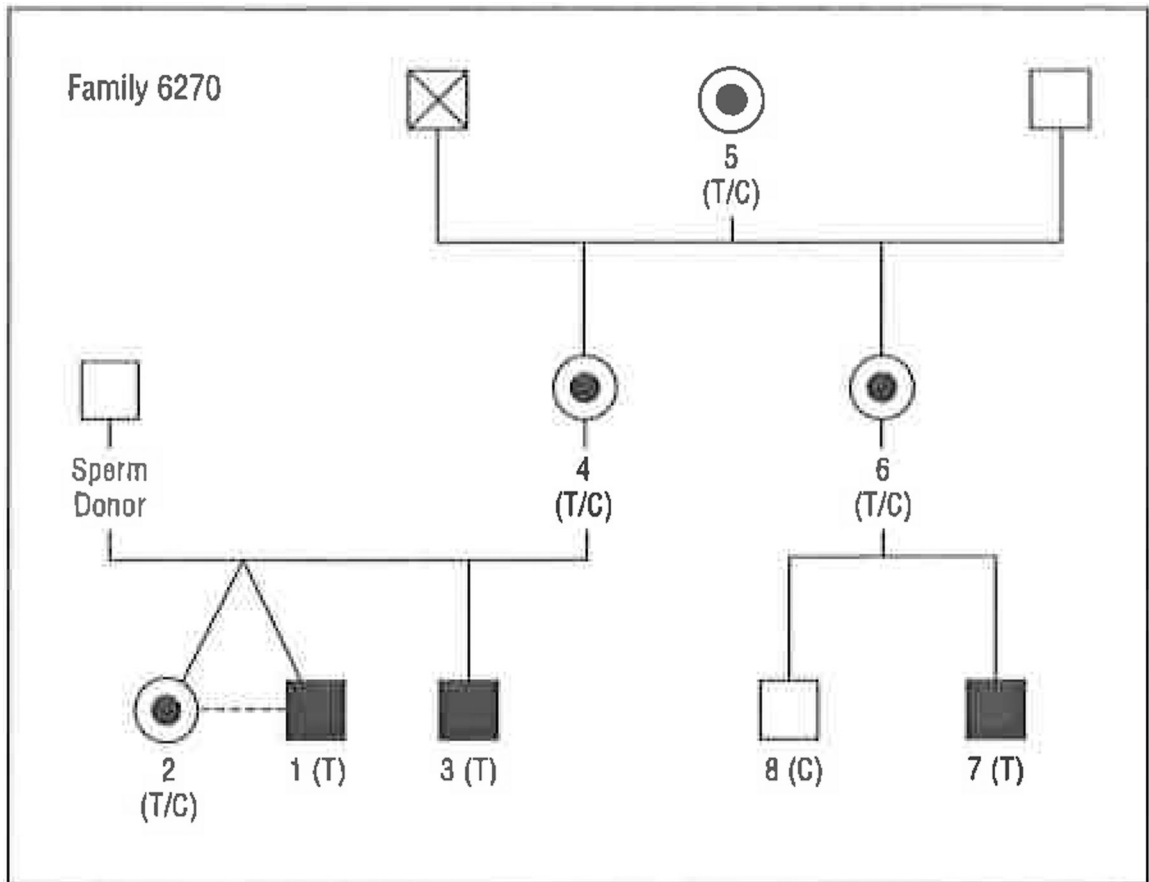 Family 6270
5
(T/C)
Sperm
Donor
4
(T/C)
6
(T/C)
2
(T/C)
1 (T)
3 (T)
8 (C)
7 (T)